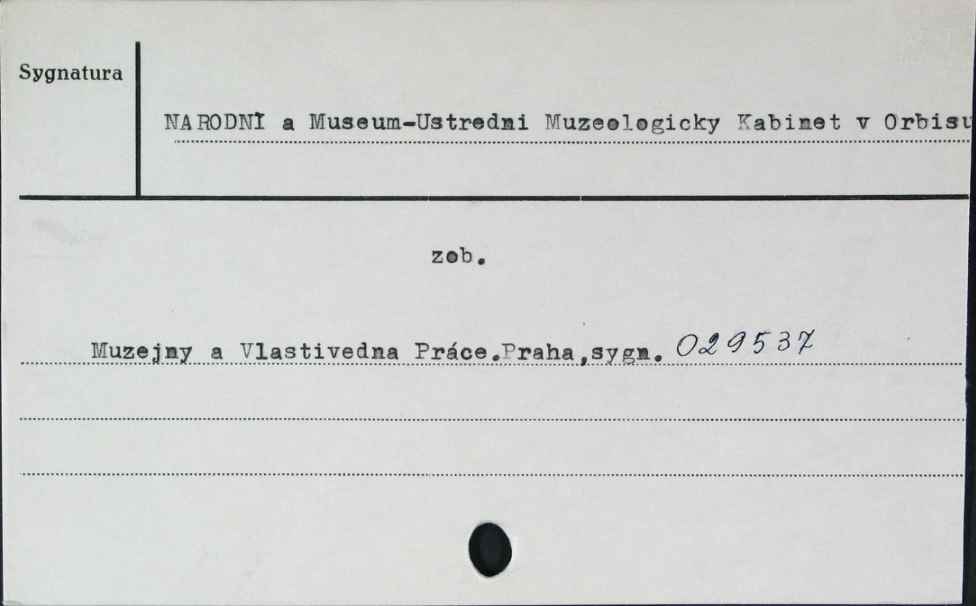 Sygnatura
NARODNÍ a Museum-Ustredni Muzeologicky Kabinet v Orbisu
zob.
Muzejny a Vlastivedna Práce.Praha,sygn. 029537